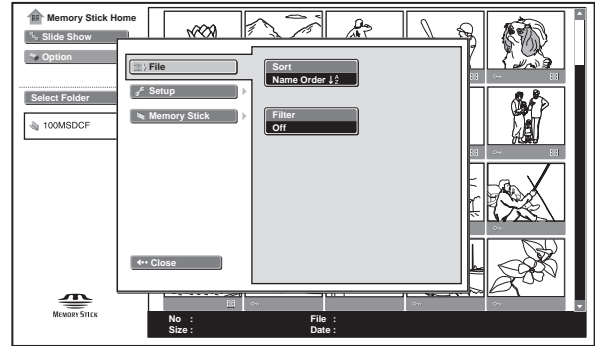 Memory Stick Home
Slide Show
Option
Select Folder
100MSDCF
File
Setup
Memory Stick
Close
Sort
Name Order
Filter
Off
MEMORY STICK
No :
File :
Size :
Date :